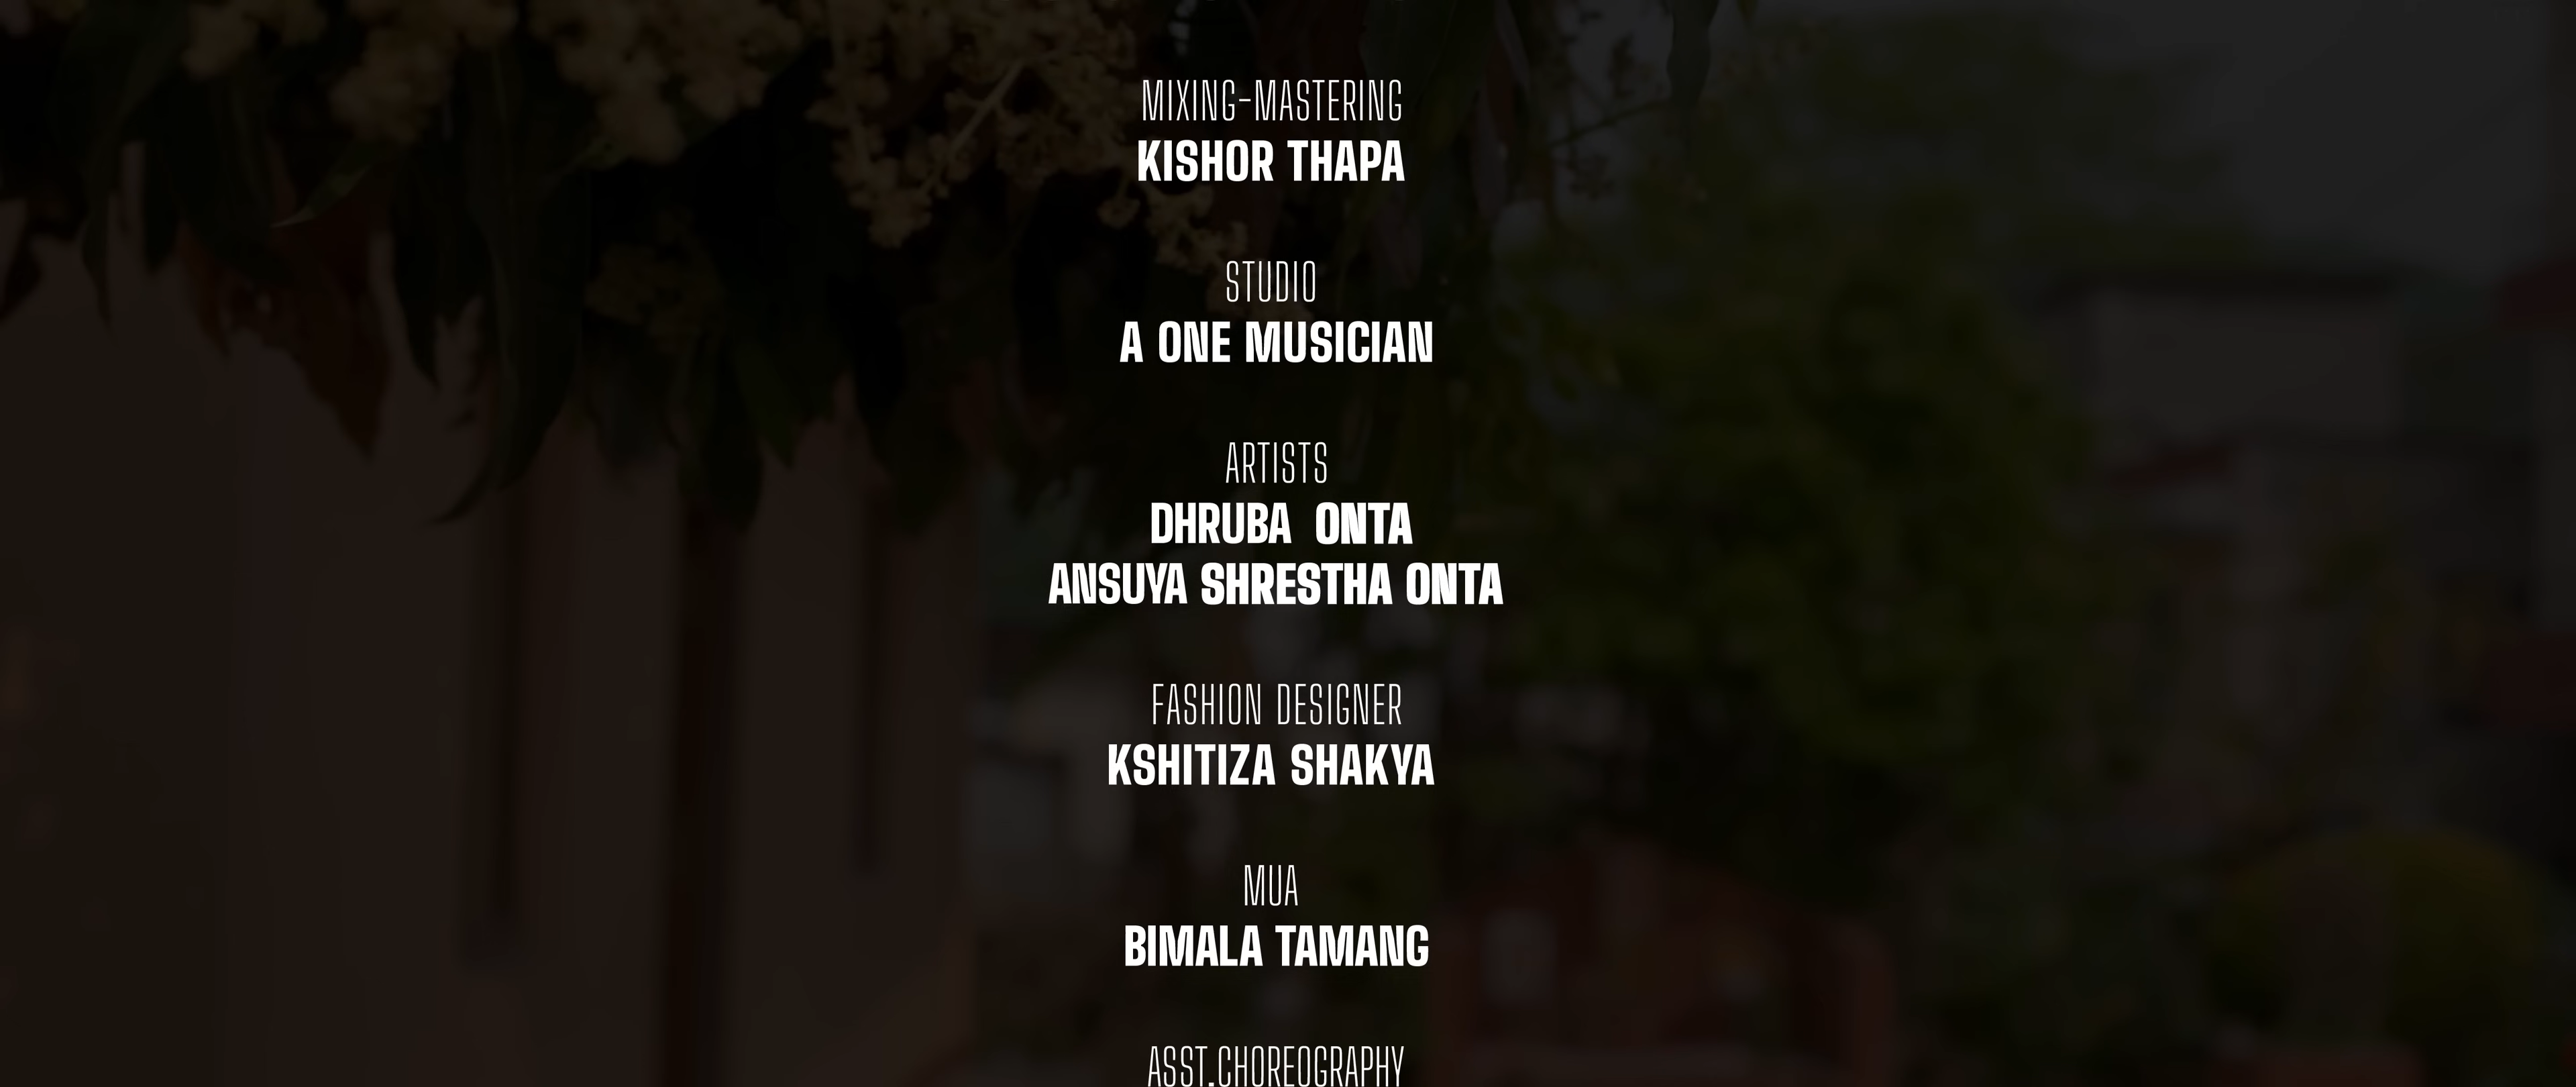 MIXING-MASTERING
KISHOR THAPA
STUDIO
A ONE MUSICIAN
ARTISTS
DHRUBA ONTA
ANSUYA SHRESTHA ONTA
FASHION DESIGNER
KSHITIZA SHAKYA
MUA
BIMALA TAMANG
ASST.CHOREOGRAPHY